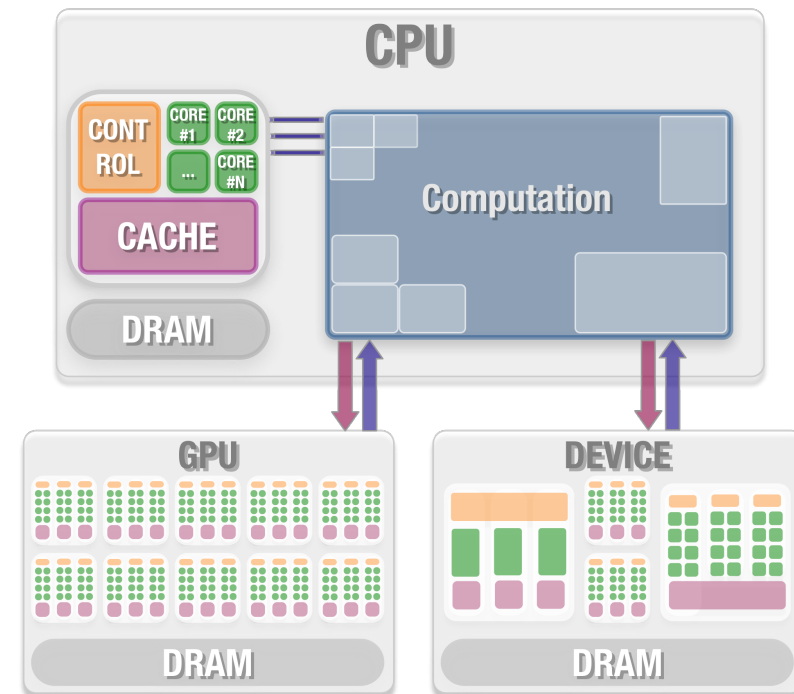 CPU
CONT
ROL
CORE
#1
CORE
#2
...
CORE
#N
CACHE
DRAM
Computation
GPU
DRAM
DEVICE
DRAM